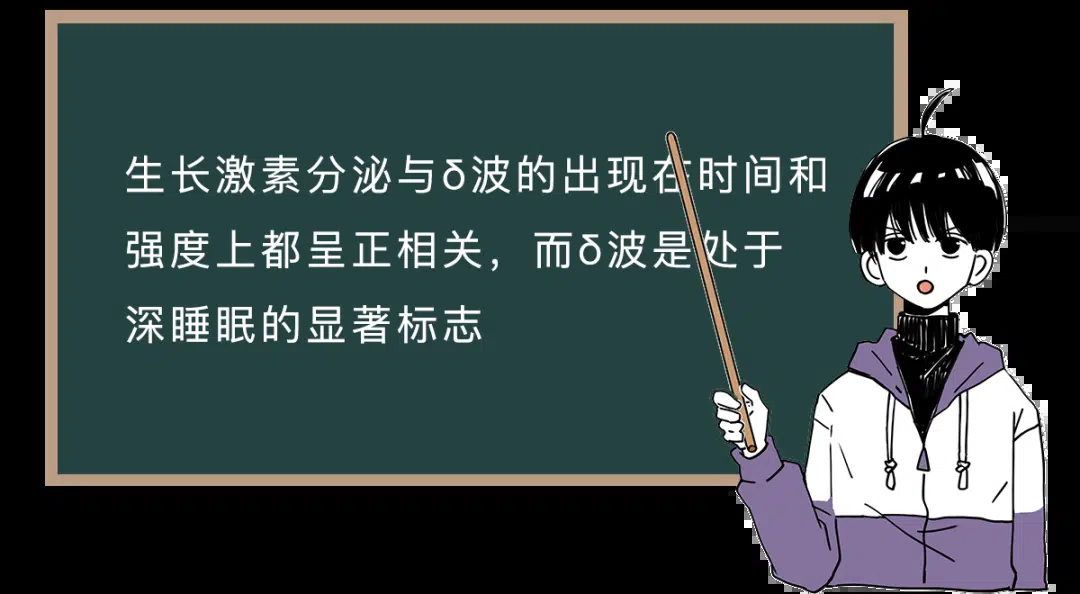 生长激素分泌与δ波的出现在时间和
强度上都呈正相关，而δ波是处于
深睡眠的显著标志